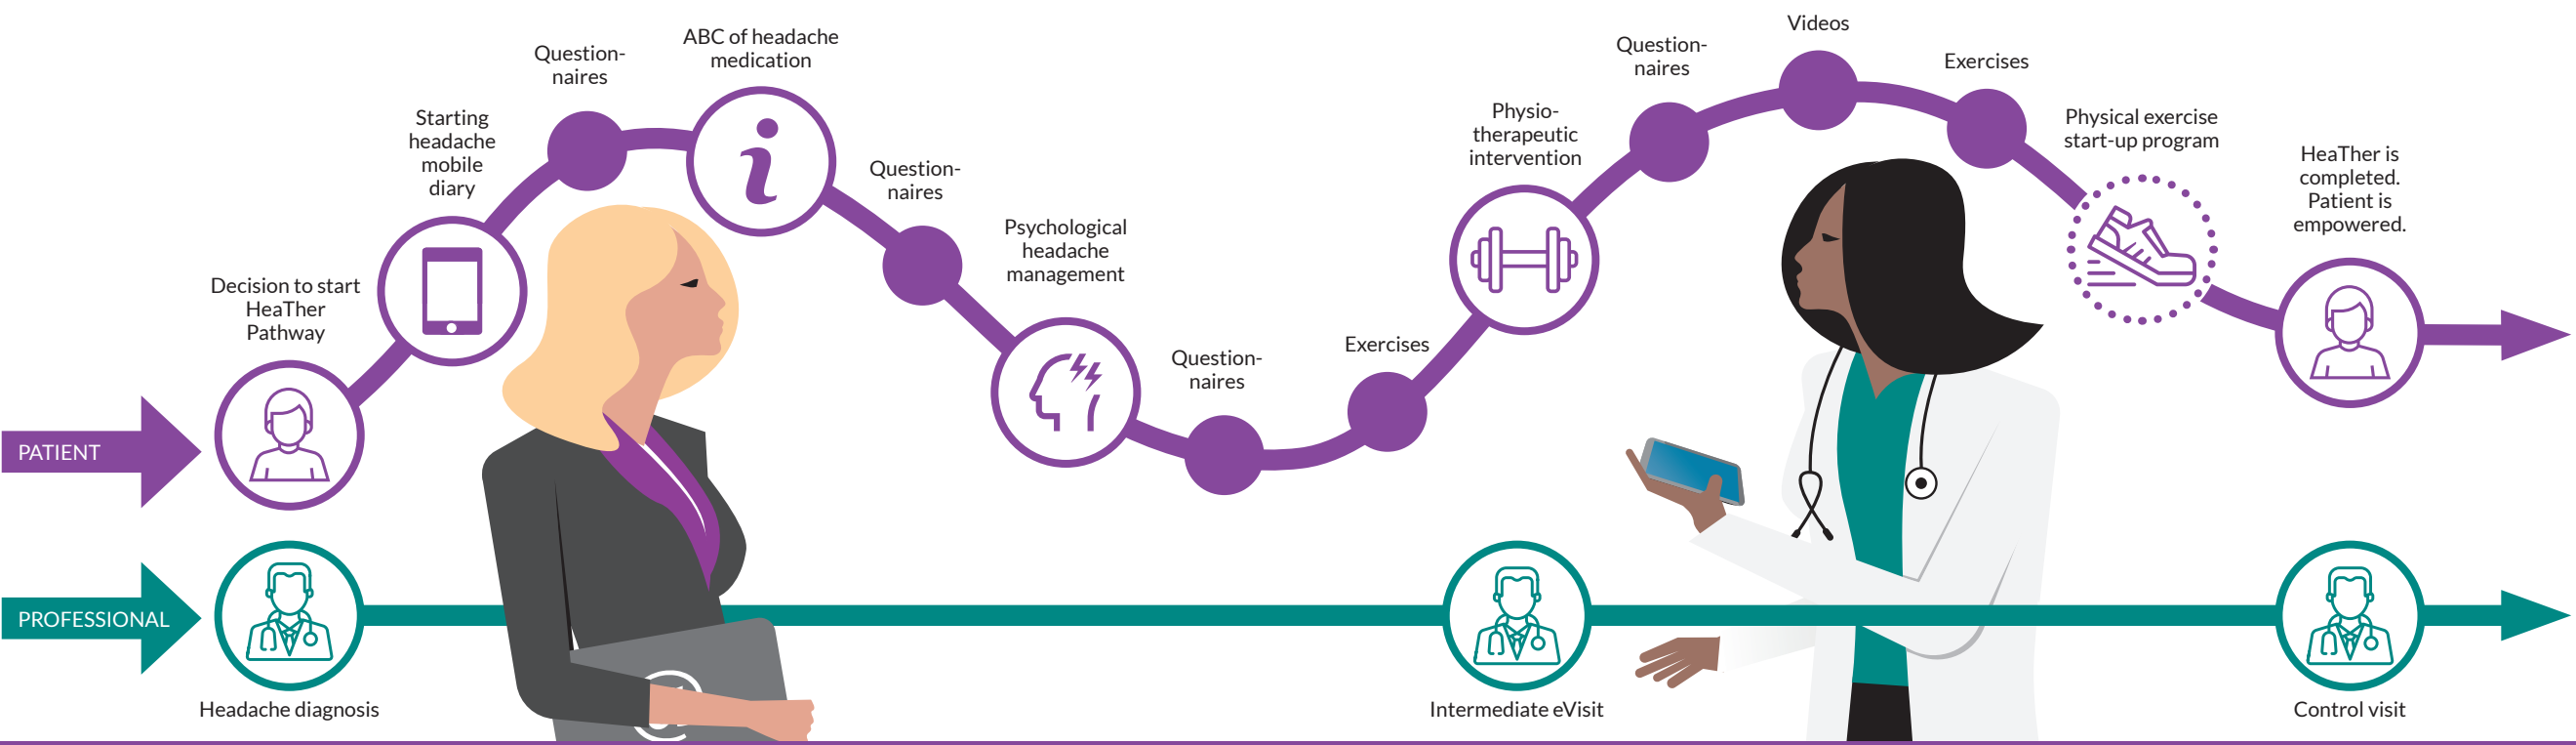 PATIENT
Decision to start
HeaTher
Pathway
Starting
headache
mobile
diary
Question-
naires
ABC of headache
medication
i
Question-
naires
Psychological
headache
management
Question-
naires
Exercises
Physio-
therapeutic
intervention
Question-
naires
Videos
Exercises
Physical exercise
start-up program
HeaTher is
completed.
Patient is
empowered.
PROFESSIONAL
Headache diagnosis
Intermediate eVisit
Control visit